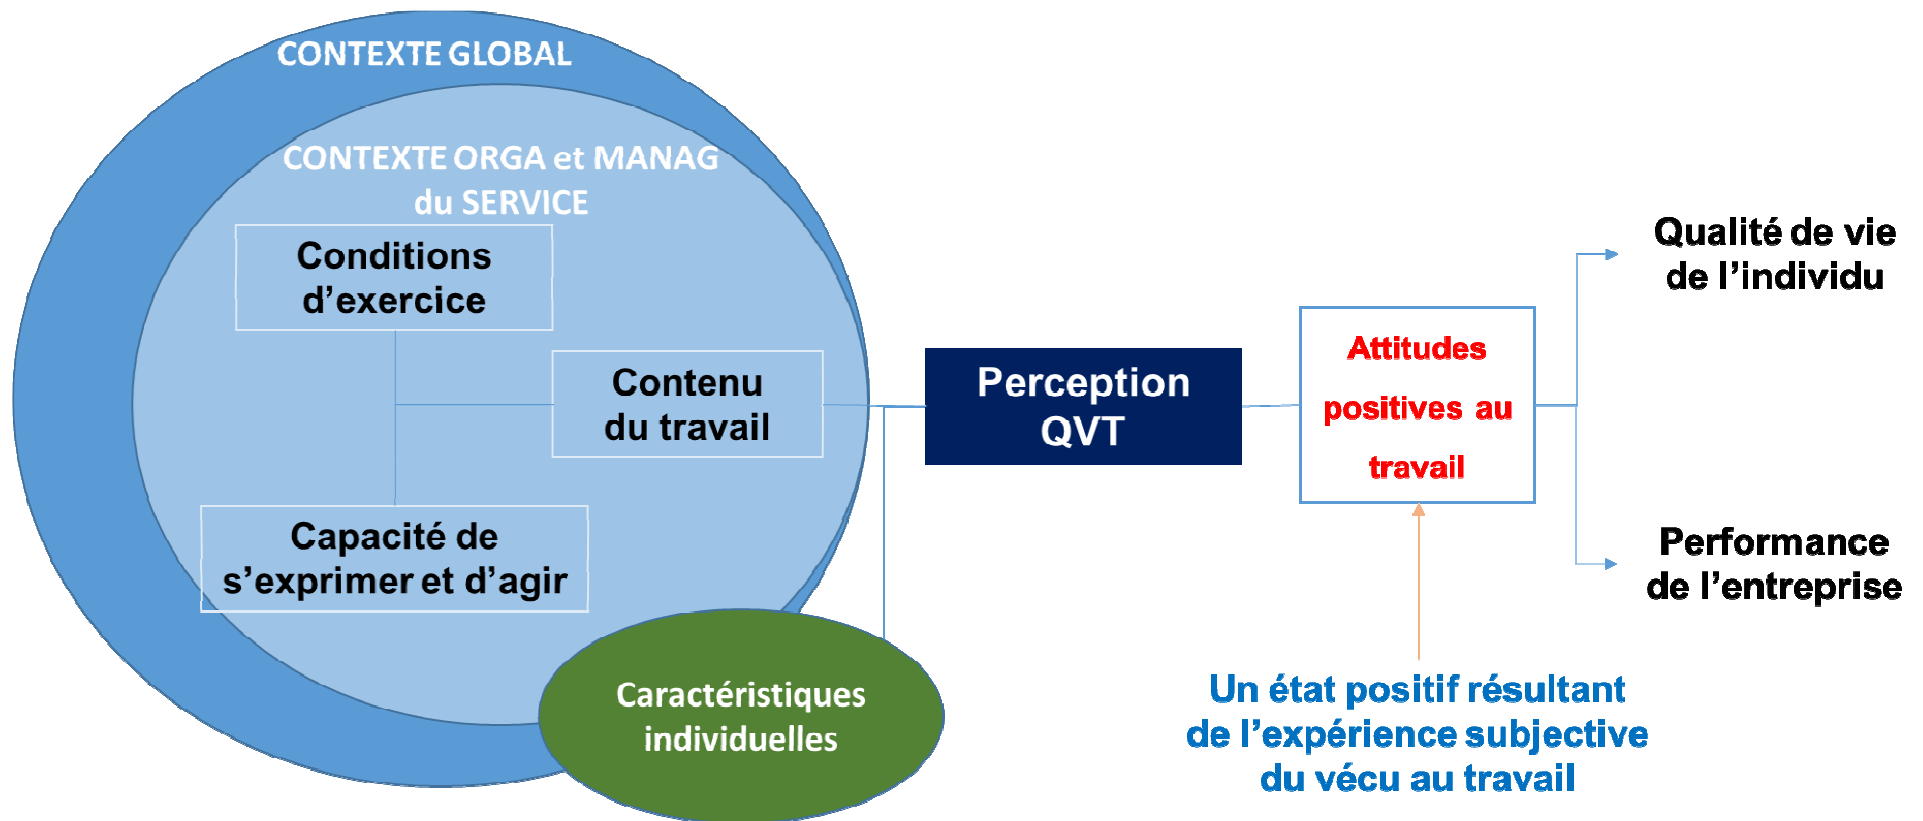 CONTEXTE GLOBAL
CONTEXTE ORGA et MANAG
du SERVICE
Conditions
d’exercice
Contenu
du travail
Capacité de
s’exprimer et d’agir
Caractéristiques
individuelles
Perception
QVT
Attitudes
positives au
travail
Qualité de vie
de l’individu
Performance
de l’entreprise
Un état positif résultant
de l’expérience subjective
du vécu au travail